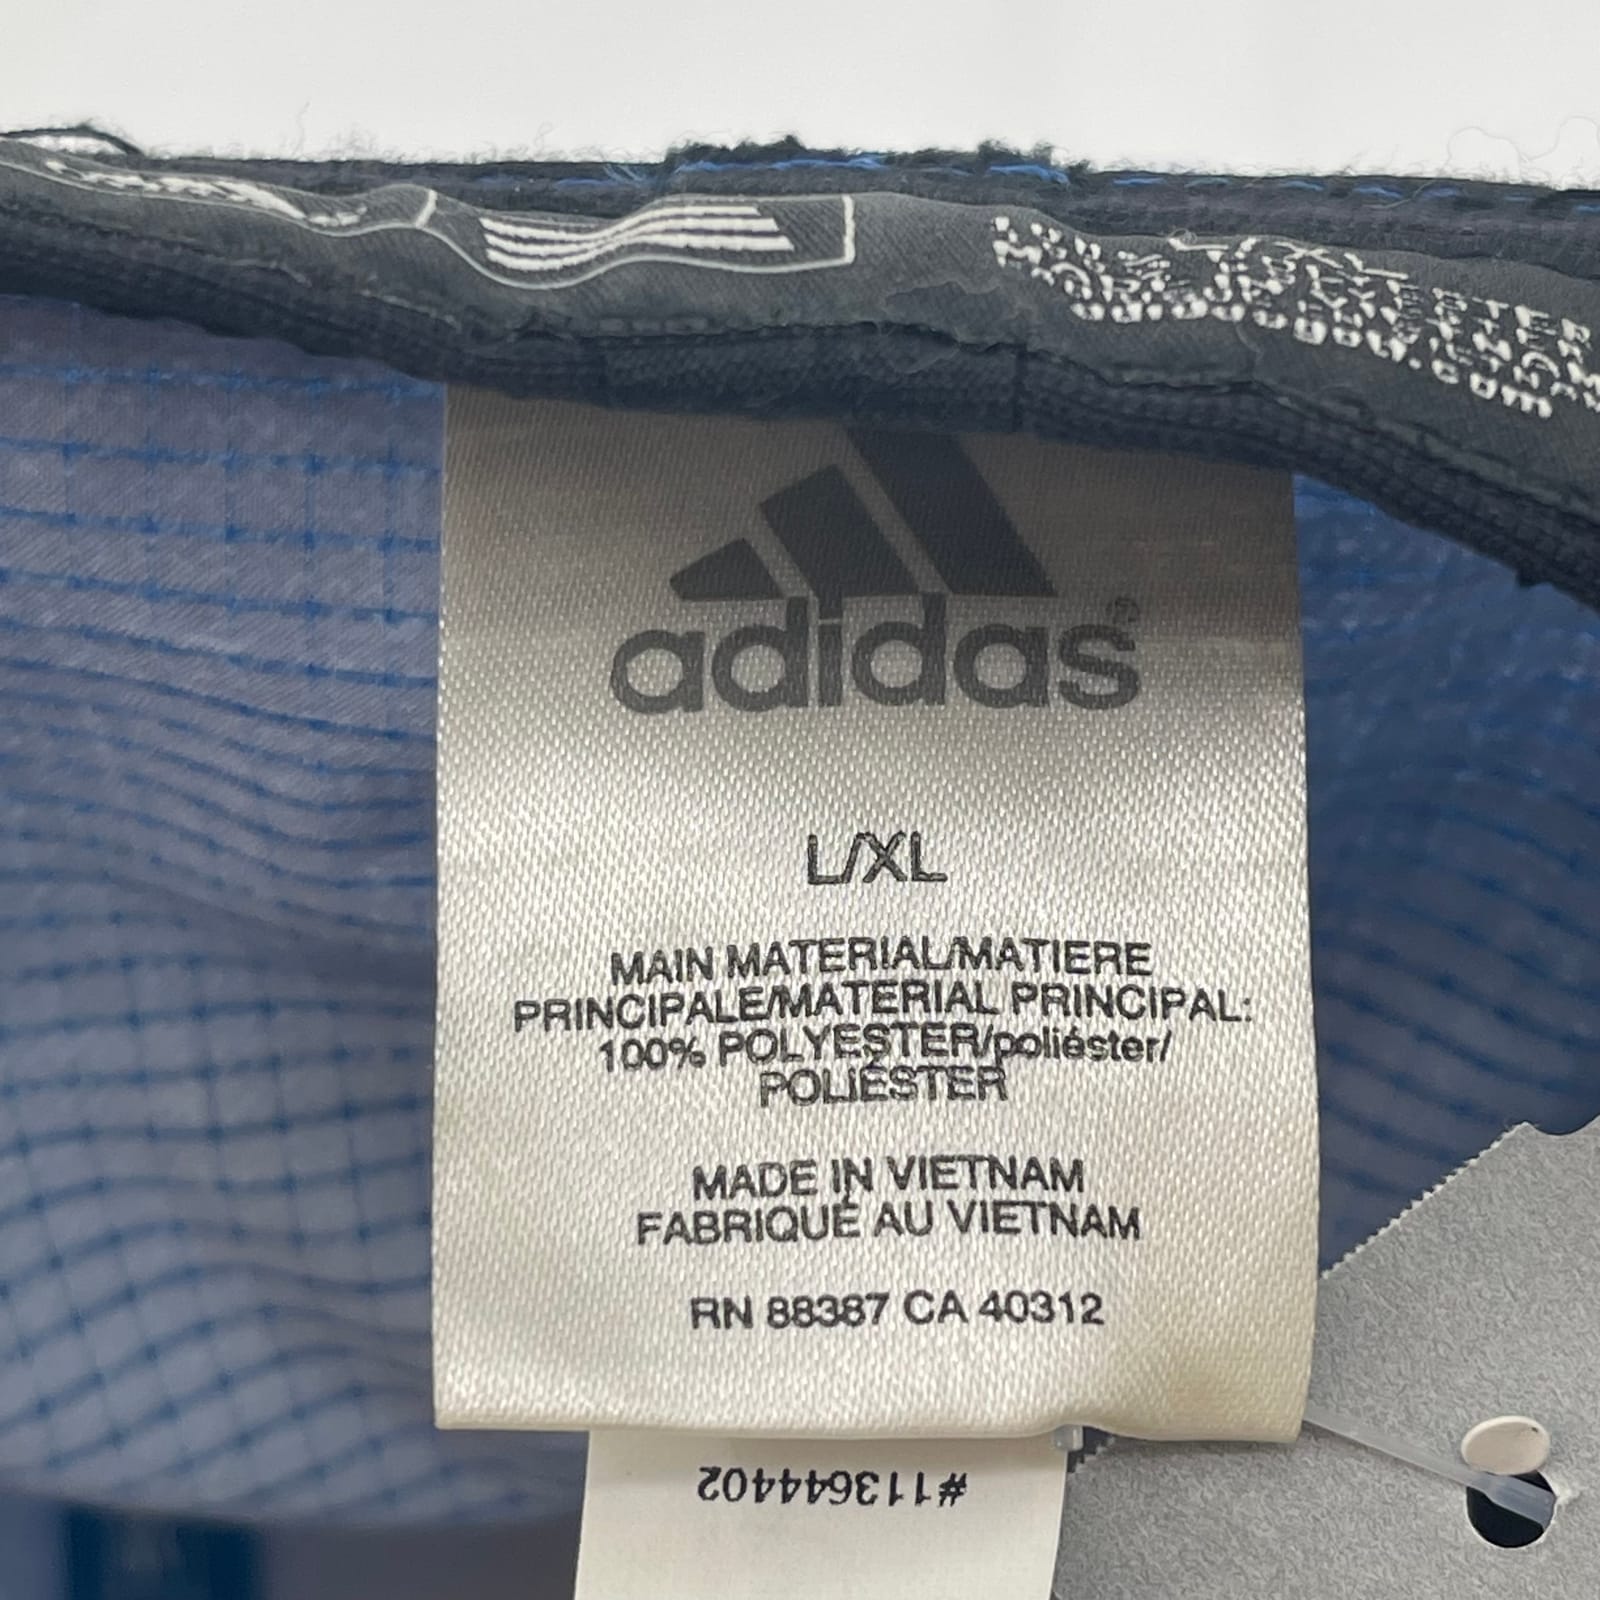 adidas®
L/XL
MAIN MATERIAL/MATIERE
PRINCIPALE/MATERIAL PRINCIPAL:
100% POLYESTER/poliéster/
POLIÉSTER
MADE IN VIETNAM
FABRIQUÉ AU VIETNAM
RN 88387 CA 40312
#113644402